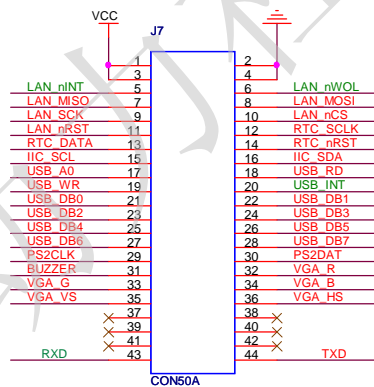 VCC
J7
1 2
3 4
LAN_nINT 5 6 LAN_nWOL
LAN_MISO 7 8 LAN_MOSI
LAN_SCK 9 10 LAN_nCS
LAN_nRST 11 12 RTC_SCLK
RTC_DATA 13 14 RTC_nRST
IIC_SCL 15 16 IIC_SDA
USB_A0 17 18 USB_RD
USB_WR 19 20 USB_INT
USB_DB0 21 22 USB_DB1
USB_DB2 23 24 USB_DB3
USB_DB4 25 26 USB_DB5
USB_DB6 27 28 USB_DB7
PS2CLK 29 30 PS2DAT
BUZZER 31 32 VGA_R
VGA_G 33 34 VGA_B
VGA_VS 35 36 VGA_HS
37 38
39 40
41 42
RXD 43 44 TXD
CON50A